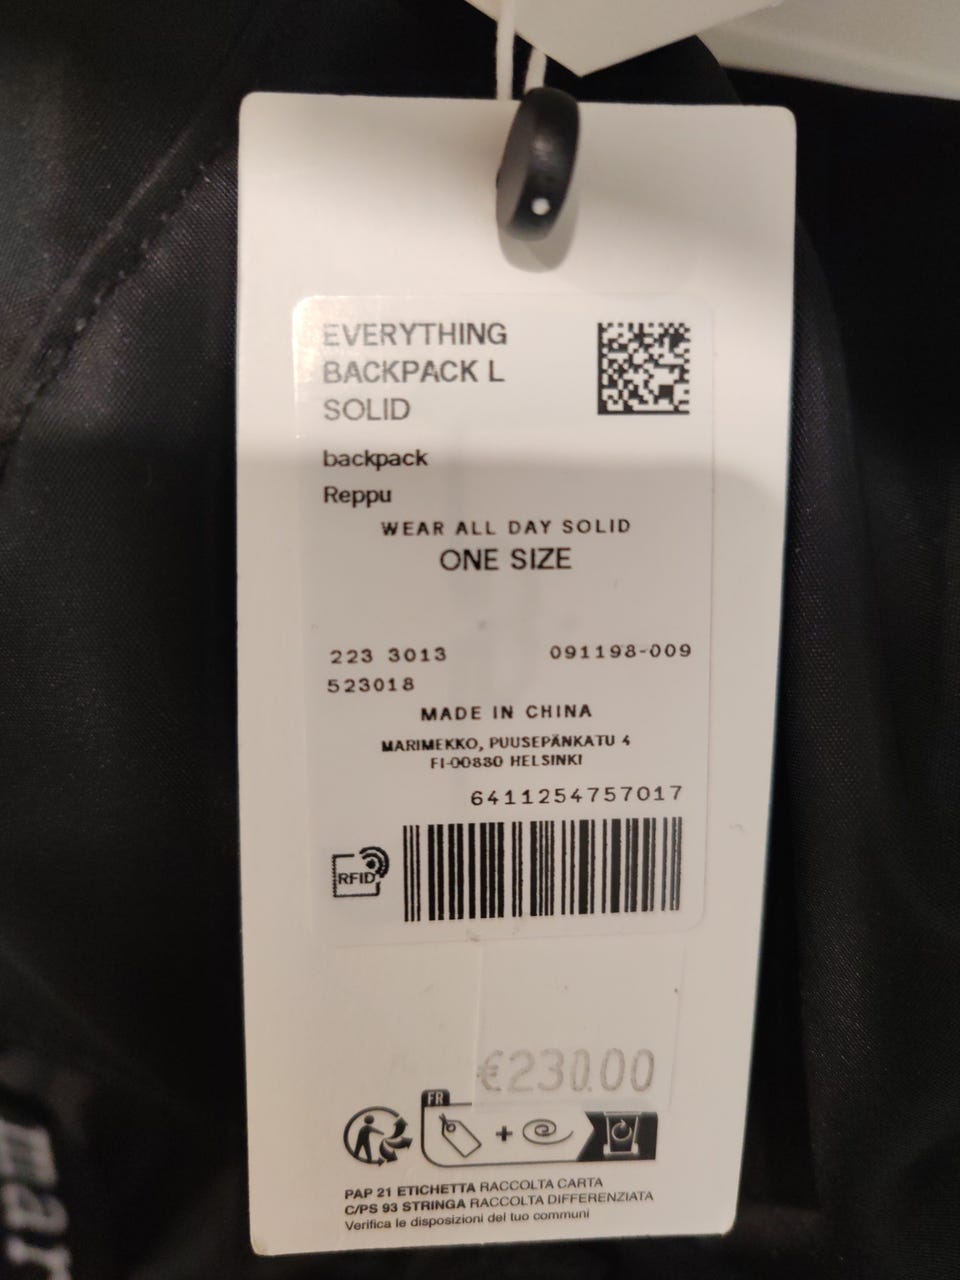 EVERYTHING
BACKPACK L
SOLID
backpack
Reppu
WEAR ALL DAY SOLID
ONE SIZE
223 3013 091198-009
523018
MADE IN CHINA
MARIMEKKO, PUUSEPÄNKATU 4
FI-00880 HELSINKI
6411254757017
RFID
€230.00
FR
+
PAP 21 ETICHETTA RACCOLTA CARTA
C/PS 93 STRINGA RACCOLTA DIFFERENZIATA
Verifica le disposizioni del tuo communi
mar